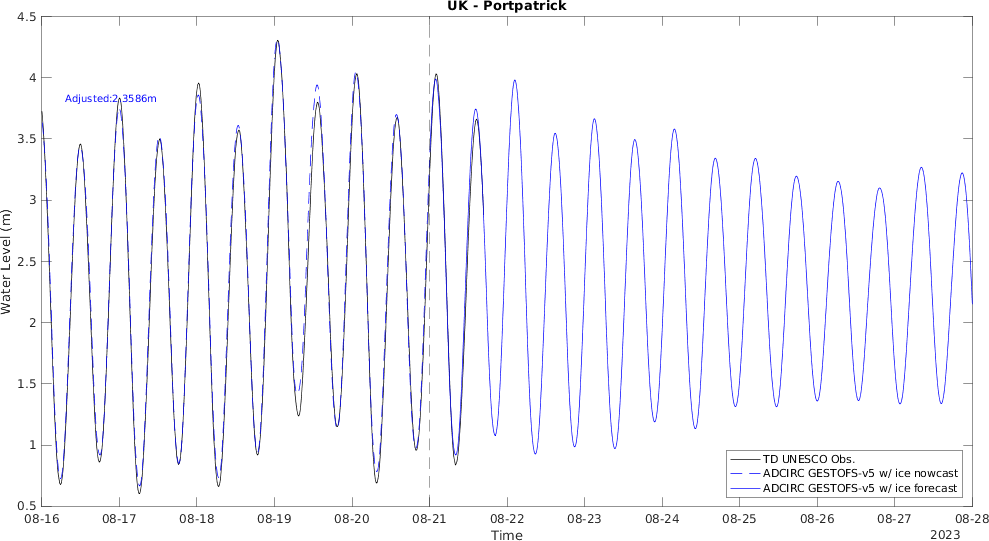 UK - Portpatrick
4.5
4
3.5
3
2.5
2
1.5
1
0.5
Water Level (m)
Adjusted:2.3586m
TD UNESCO Obs.
ADCIRC GESTOFS-v5 w/ ice nowcast
ADCIRC GESTOFS-v5 w/ ice forecast
08-16 08-17 08-18 08-19 08-20 08-21 08-22 08-23 08-24 08-25 08-26 08-27 08-28
Time
2023